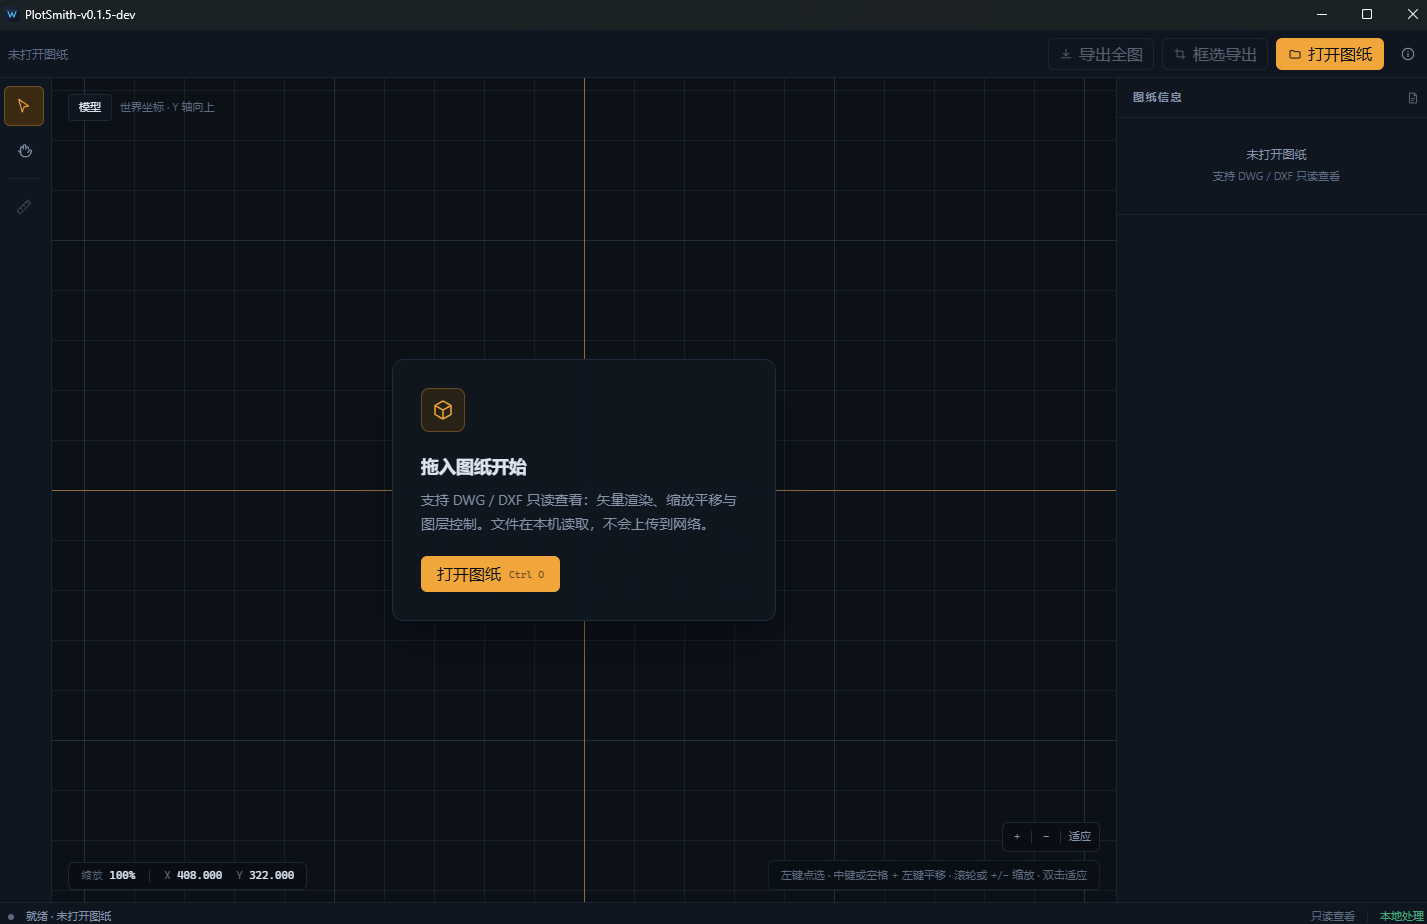 PlotSmith-v0.1.5-dev
未打开图纸
导出全图
框选导出
打开图纸
模型
世界坐标 · Y 轴向上
图纸信息
未打开图纸
支持 DWG / DXF 只读查看
拖入图纸开始
支持 DWG / DXF 只读查看：矢量渲染、缩放平移与
图层控制。文件在本机读取，不会上传到网络。
打开图纸 Ctrl O
+ − 适应
缩放 100% X 408.000 Y 322.000
左键点选 · 中键或空格 + 左键平移 · 滚轮或 +/− 缩放 · 双击适应
就绪 · 未打开图纸
只读查看
本地处理